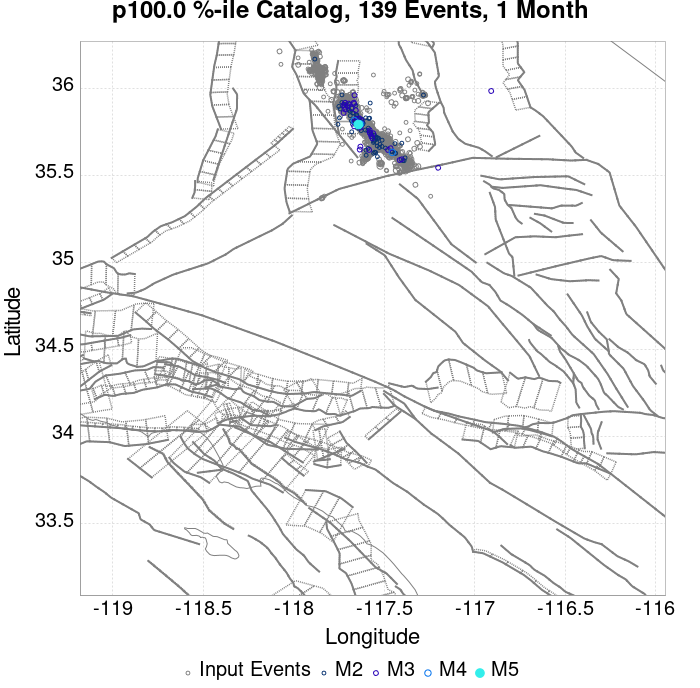 p100.0 %-ile Catalog, 139 Events, 1 Month
36
35.5
35
34.5
34
33.5
Latitude
-119
-118.5
-118
-117.5
-117
-116.5
-116
Longitude
Input Events
M2
M3
M4
M5